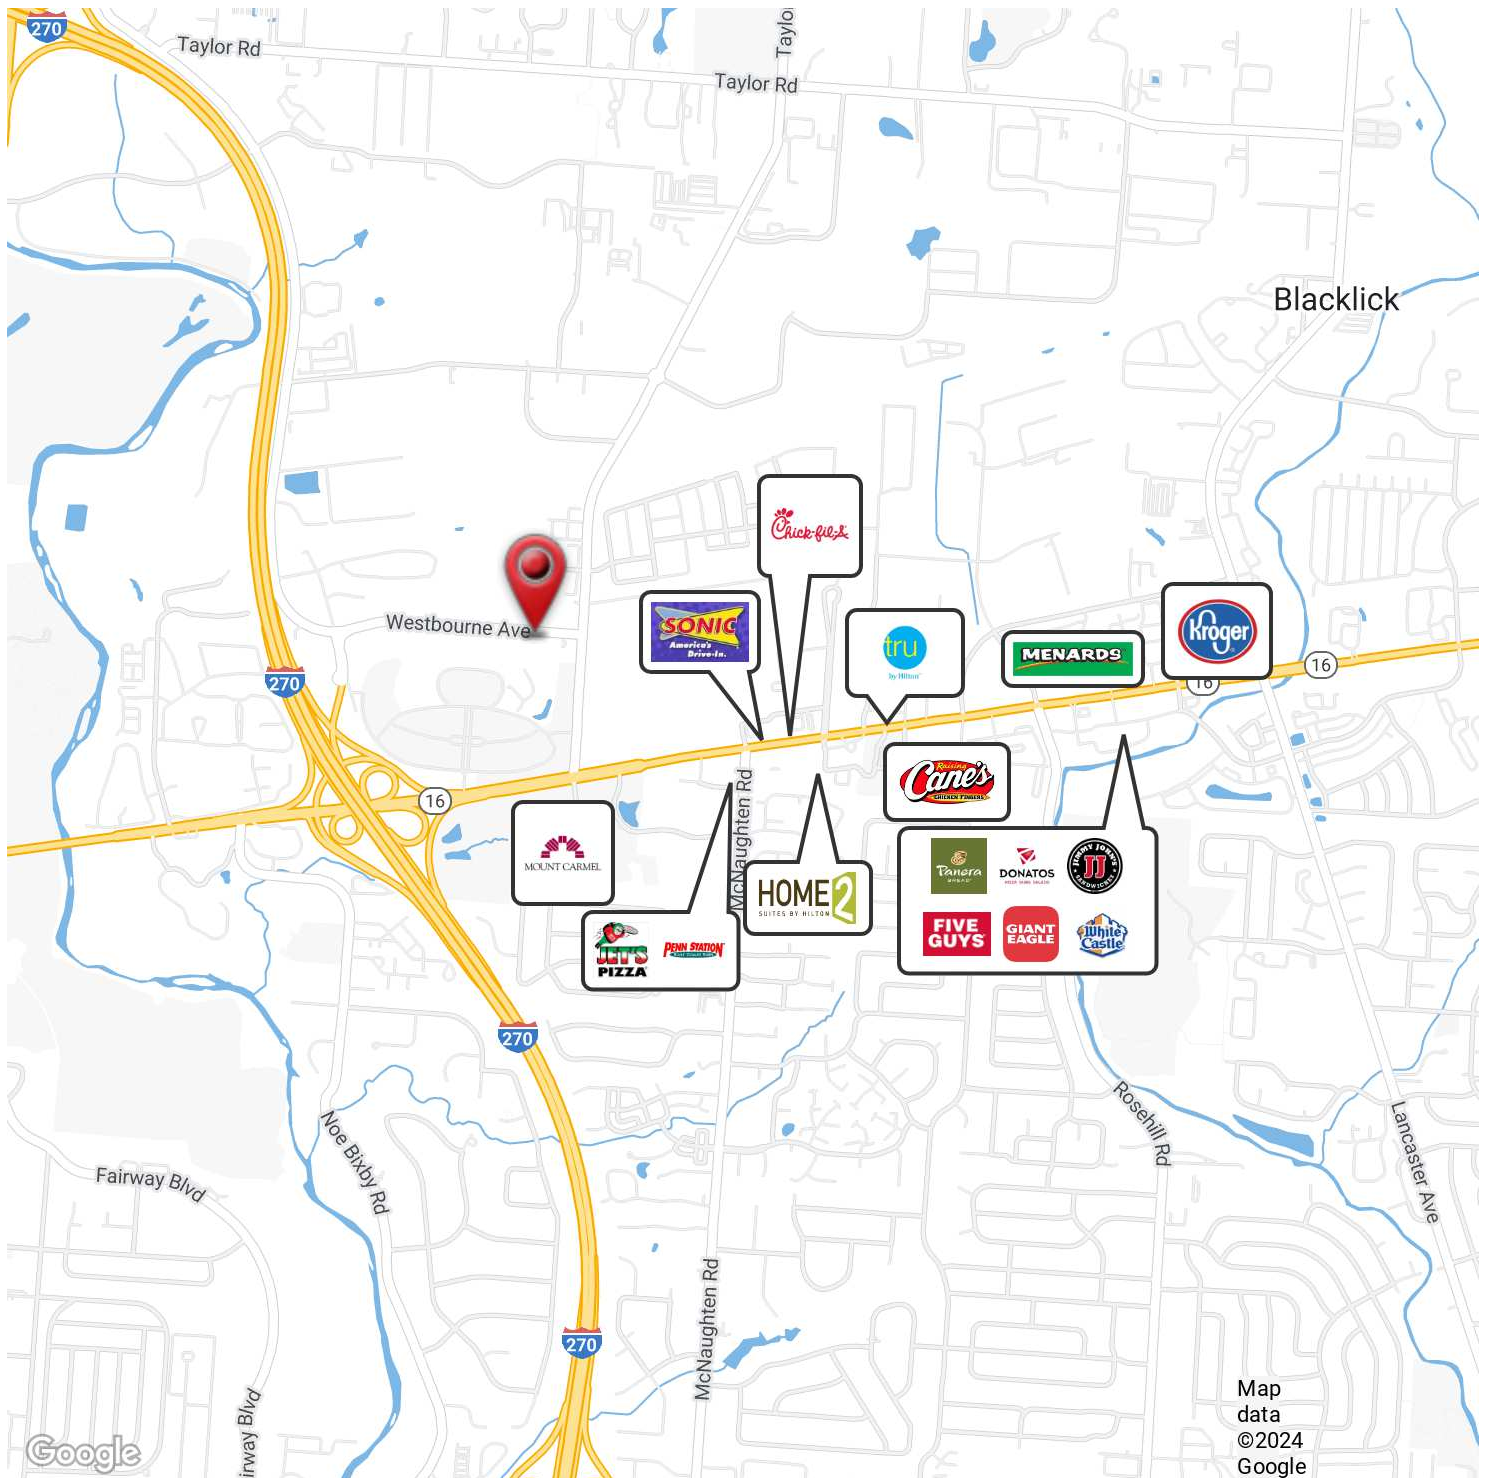 270
Taylor Rd
Taylor
Taylor Rd
Blacklick
Chick-fil-A
Westbourne Ave
SONIC
America's
Drive-In.
tru
by Hilton
MENARDS
Kroger
16
16
270
Raising
Cane's
CHICKEN FINGERS
16
McNaughten Rd
MOUNT CARMEL
HOME2
SUITES BY HILTON
Panera
BREAD
DONATOS
JIMMY JOHN'S
JJ
SANDWICHES
JET'S
PIZZA
PENN STATION
FIVE
GUYS
GIANT
EAGLE
White
Castle
270
Noe Bixby Rd
Rosehill Rd
Lancaster Ave
Fairway Blvd
McNaughten Rd
270
irway Blvd
Map
data
©2024
Google
Google